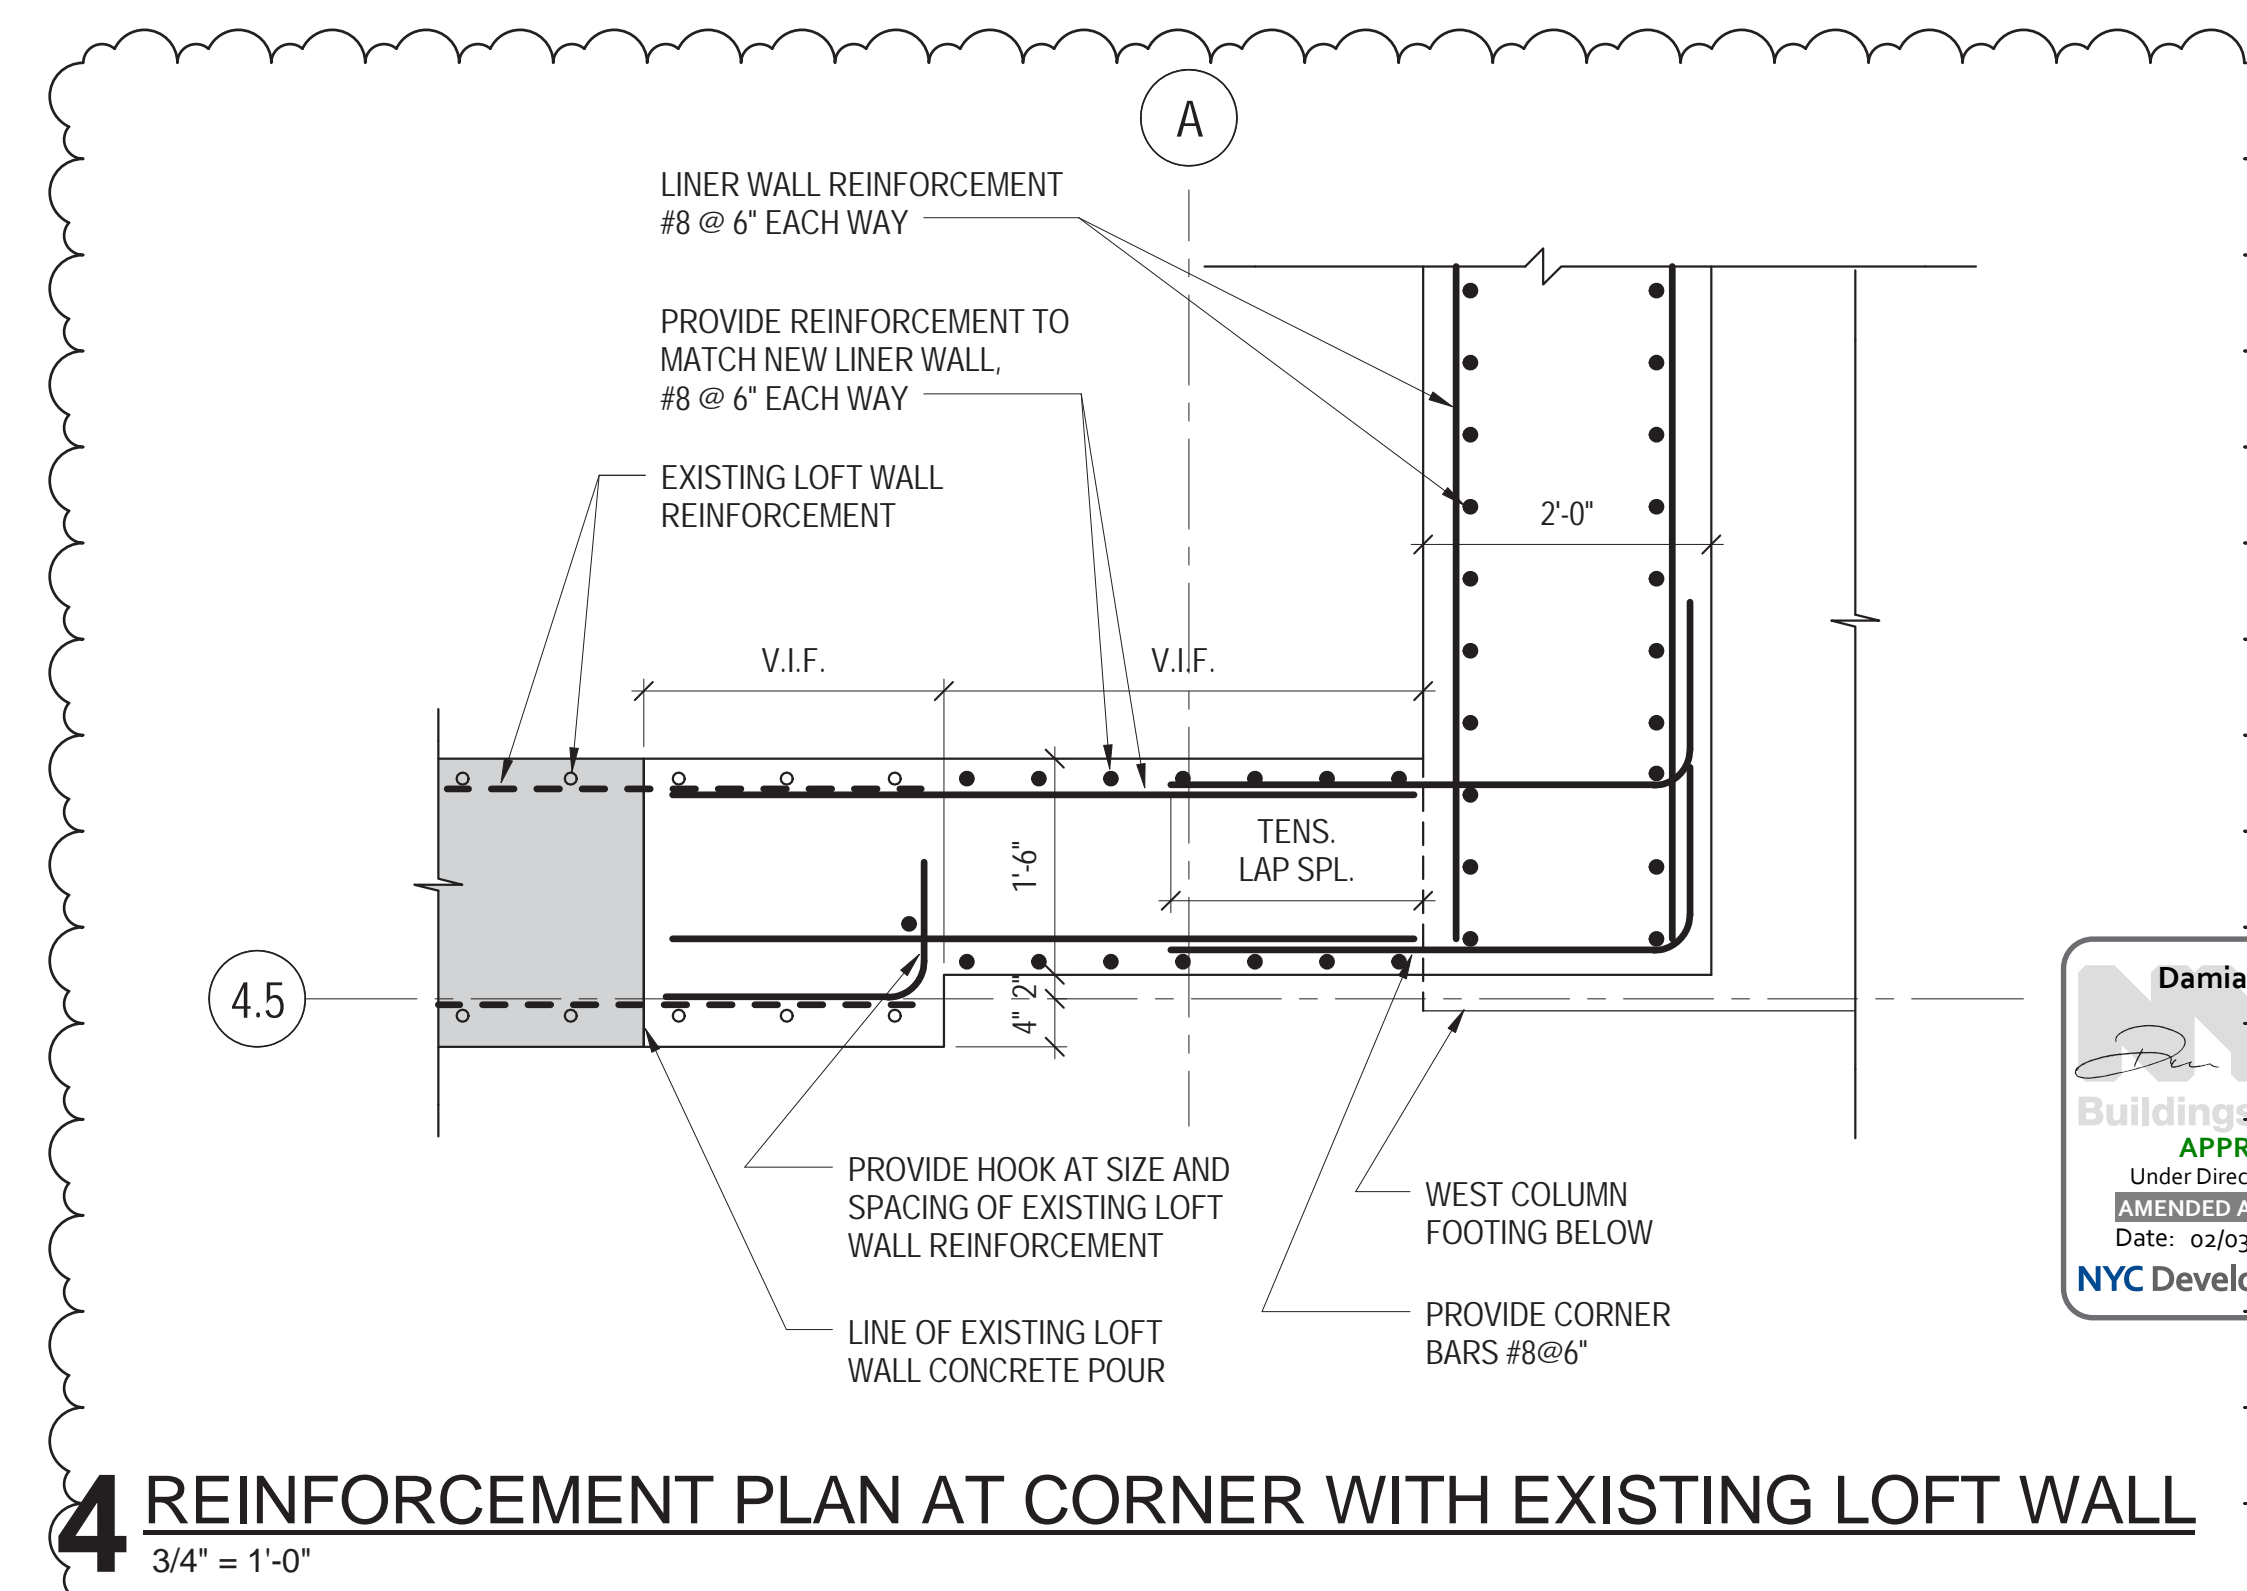 A
LINER WALL REINFORCEMENT
#8 @ 6" EACH WAY
PROVIDE REINFORCEMENT TO
MATCH NEW LINER WALL,
#8 @ 6" EACH WAY
EXISTING LOFT WALL
REINFORCEMENT
2'-0"
V.I.F.
V.I.F.
TENS.
LAP SPL.
1'-6"
2"
4"
4.5
PROVIDE HOOK AT SIZE AND
SPACING OF EXISTING LOFT
WALL REINFORCEMENT
LINE OF EXISTING LOFT
WALL CONCRETE POUR
WEST COLUMN
FOOTING BELOW
PROVIDE CORNER
BARS #8@6"
Damia
Buildings
APPR
Under Direc
AMENDED A
Date: 02/03
NYC Develo
4 REINFORCEMENT PLAN AT CORNER WITH EXISTING LOFT WALL
3/4" = 1'-0"